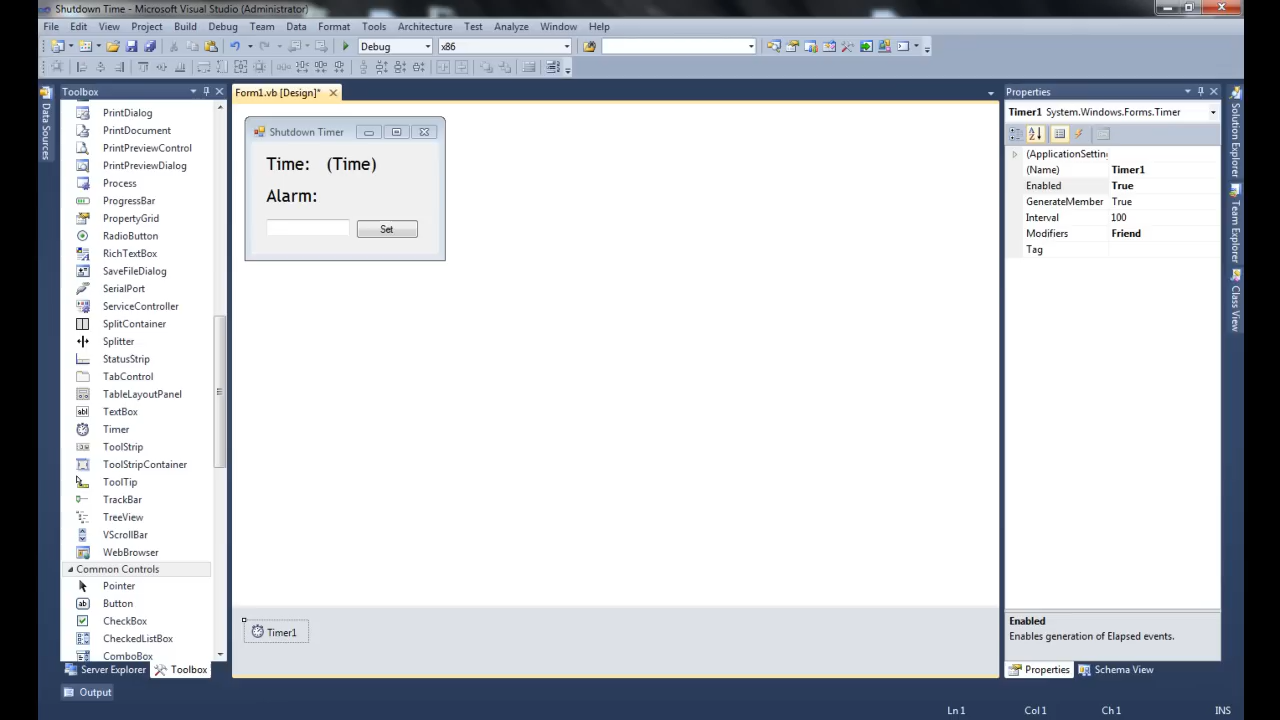 Shutdown Time - Microsoft Visual Studio (Administrator)
File Edit View Project Build Debug Team Data Format Tools Architecture Test Analyze Window Help
Debug x86
Toolbox
Form1.vb [Design]*
Properties
Data Sources
PrintDialog
PrintDocument
PrintPreviewControl
PrintPreviewDialog
Process
ProgressBar
PropertyGrid
RadioButton
RichTextBox
SaveFileDialog
SerialPort
ServiceController
SplitContainer
Splitter
StatusStrip
TabControl
TableLayoutPanel
TextBox
Timer
ToolStrip
ToolStripContainer
ToolTip
TrackBar
TreeView
VScrollBar
WebBrowser
Common Controls
Pointer
Button
CheckBox
CheckedListBox
ComboBox
Server Explorer Toolbox
Output
Shutdown Timer
Time: (Time)
Alarm:
Set
Timer1
Timer1 System.Windows.Forms.Timer
(ApplicationSetting
(Name) Timer1
Enabled True
GenerateMember True
Interval 100
Modifiers Friend
Tag
Enabled
Enables generation of Elapsed events.
Properties Schema View
Solution Explorer
Team Explorer
Class View
Ln 1 Col 1 Ch 1 INS